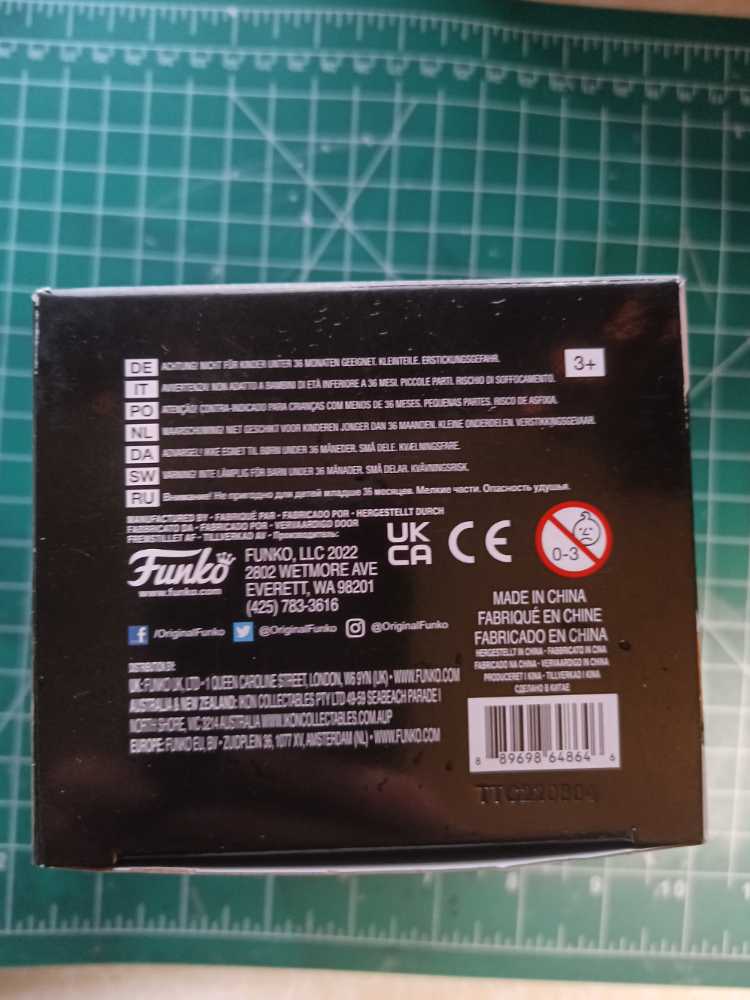 DE ACHTUNG! NICHT FÜR KINDER UNTER 36 MONATEN GEEIGNET. KLEINTEILE. ERSTICKUNGSGEFAHR.
3+
IT AVVERTENZA! NON ADATTO A BAMBINI DI ETÀ INFERIORE A 36 MESI. PICCOLE PARTI. RISCHIO DI SOFFOCAMENTO.
PO ATENÇÃO: CONTRA-INDICADO PARA CRIANÇAS COM MENOS DE 36 MESES. PEQUENAS PARTES. RISCO DE ASFIXIA.
NL WAARSCHUWING! NIET GESCHIKT VOOR KINDEREN JONGER DAN 36 MAANDEN. KLEINE ONDERDELEN. VERSTIKKINGSGEVAAR.
DA ADVARSEL! IKKE EGNET TIL BØRN UNDER 36 MÅNEDER. SMÅ DELE. KVÆLNINGSFARE.
SW VARNING! INTE LÄMPLIG FÖR BARN UNDER 36 MÅNADER. SMÅ DELAR. KVÄVNINGSRISK.
RU Внимание! Не пригодно для детей младше 36 месяцев. Мелкие части. Опасность удушья.
MANUFACTURED BY - FABRIQUÉ PAR - FABRICADO POR - HERGESTELLT DURCH
FABBRICATO DA - FABRICADO POR - VERVAARDIGD DOOR
FREMSTILLET AF - TILLVERKAD AV - Производитель:
Funko
www.funko.com
FUNKO, LLC 2022
2802 WETMORE AVE
EVERETT, WA 98201
(425) 783-3616
UK
CA
CE
0-3
/OriginalFunko @OriginalFunko @OriginalFunko
MADE IN CHINA
FABRIQUÉ EN CHINE
FABRICADO EN CHINA
HERGESTELLT IN CHINA - FABBRICATO IN CINA
FABRICADO NA CHINA - VERVAARDIGD IN CHINA
PRODUCERET I KINA - TILLVERKAD I KINA
СДЕЛАНО В КИТАЕ
DISTRIBUTION BY:
UK: FUNKO UK, LTD • 1 QUEEN CAROLINE STREET, LONDON, W6 9YN (UK) • WWW.FUNKO.COM
AUSTRALIA & NEW ZEALAND: IKON COLLECTABLES PTY LTD 49-59 SEABEACH PARADE |
NORTH SHORE, VIC 3214 AUSTRALIA WWW.IKONCOLLECTABLES.COM.AU
EUROPE: FUNKO EU, BV • ZUIDPLEIN 36, 1077 XV, AMSTERDAM (NL) • WWW.FUNKO.COM
8 89698 64864 6
10